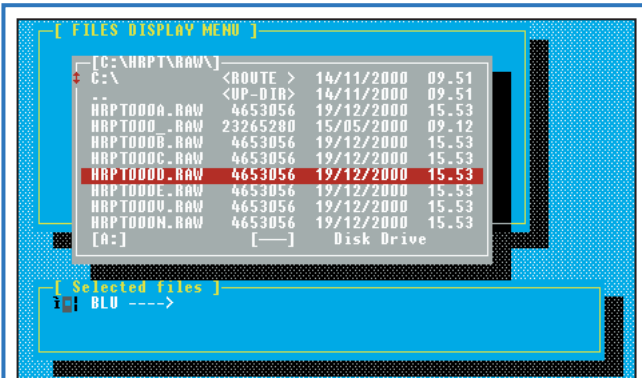 [ FILES DISPLAY MENU ]
[C:\HRPT\RAW\]
C:\ <ROUTE > 14/11/2000 09.51
.. <UP-DIR> 14/11/2000 09.51
HRPT000A.RAW 4653056 19/12/2000 15.53
HRPT000_.RAW 23265280 15/05/2000 09.12
HRPT000B.RAW 4653056 19/12/2000 15.53
HRPT000C.RAW 4653056 19/12/2000 15.53
HRPT000D.RAW 4653056 19/12/2000 15.53
HRPT000E.RAW 4653056 19/12/2000 15.53
HRPT000V.RAW 4653056 19/12/2000 15.53
HRPT000N.RAW 4653056 19/12/2000 15.53
[A:] [——] Disk Drive
[ Selected files ]
BLU ---->